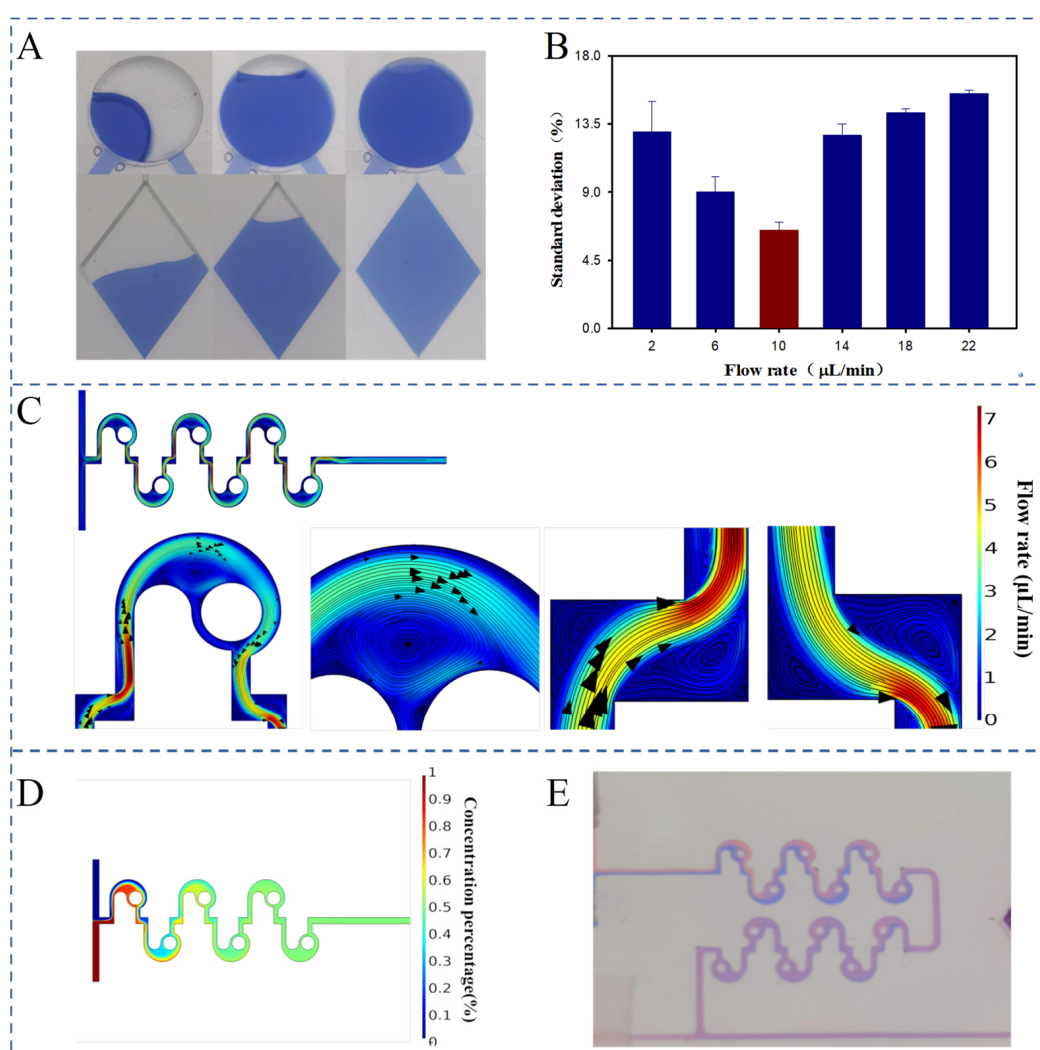 A
B
18.0
13.5
9.0
4.5
0.0
Standard deviation (%)
2 6 10 14 18 22
Flow rate ( μL/min)
C
7
6
5
4
3
2
1
0
Flow rate (μL/min)
D
1
0.9
0.8
0.7
0.6
0.5
0.4
0.3
0.2
0.1
0
Concentration percentage(%)
E